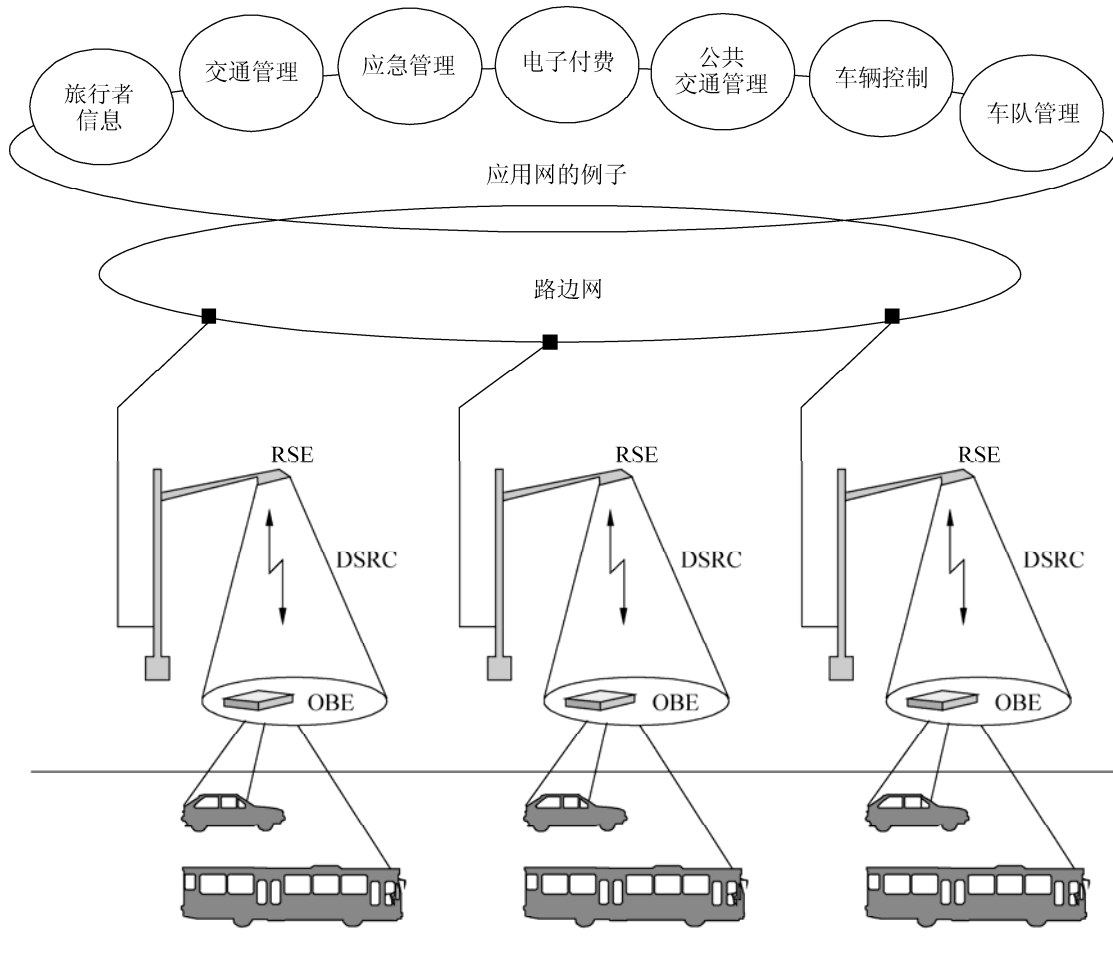 旅行者
信息
交通管理
应急管理
电子付费
公共
交通管理
车辆控制
车队管理
应用网的例子
路边网
RSE
RSE
RSE
DSRC
DSRC
DSRC
OBE
OBE
OBE